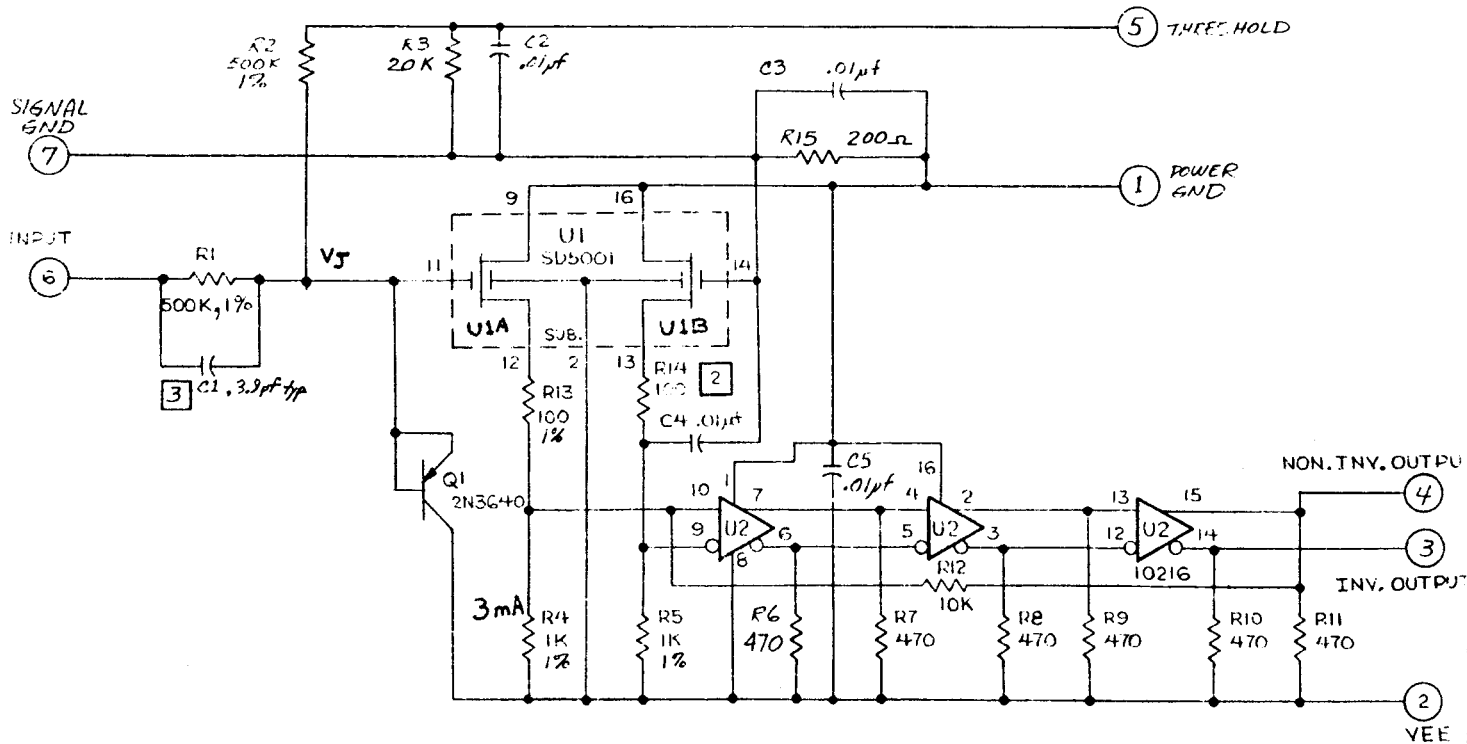 5 THRESHOLD
R2
500K
1%
R3
20K
C2
.01µf
C3 .01µf
SIGNAL
GND
7
R15 200Ω
1 POWER
GND
9
16
U1
SD5001
INPUT
6
R1
500K, 1%
VJ
11
14
U1A
SUB.
U1B
12
2
13
3 C1, 3.9pf typ
R13
100
1%
R14
100
2
C4 .01µf
Q1
2N3640
C5
.01µf
1
16
10
7
9
6
8
U2
4
2
5
3
U2
13
15
12
14
U2
10216
NON. INV. OUTPU
4
3
INV. OUTPUT
R12
10K
3mA
R4
1K
1%
R5
1K
1%
R6
470
R7
470
R8
470
R9
470
R10
470
R11
470
2
VEE